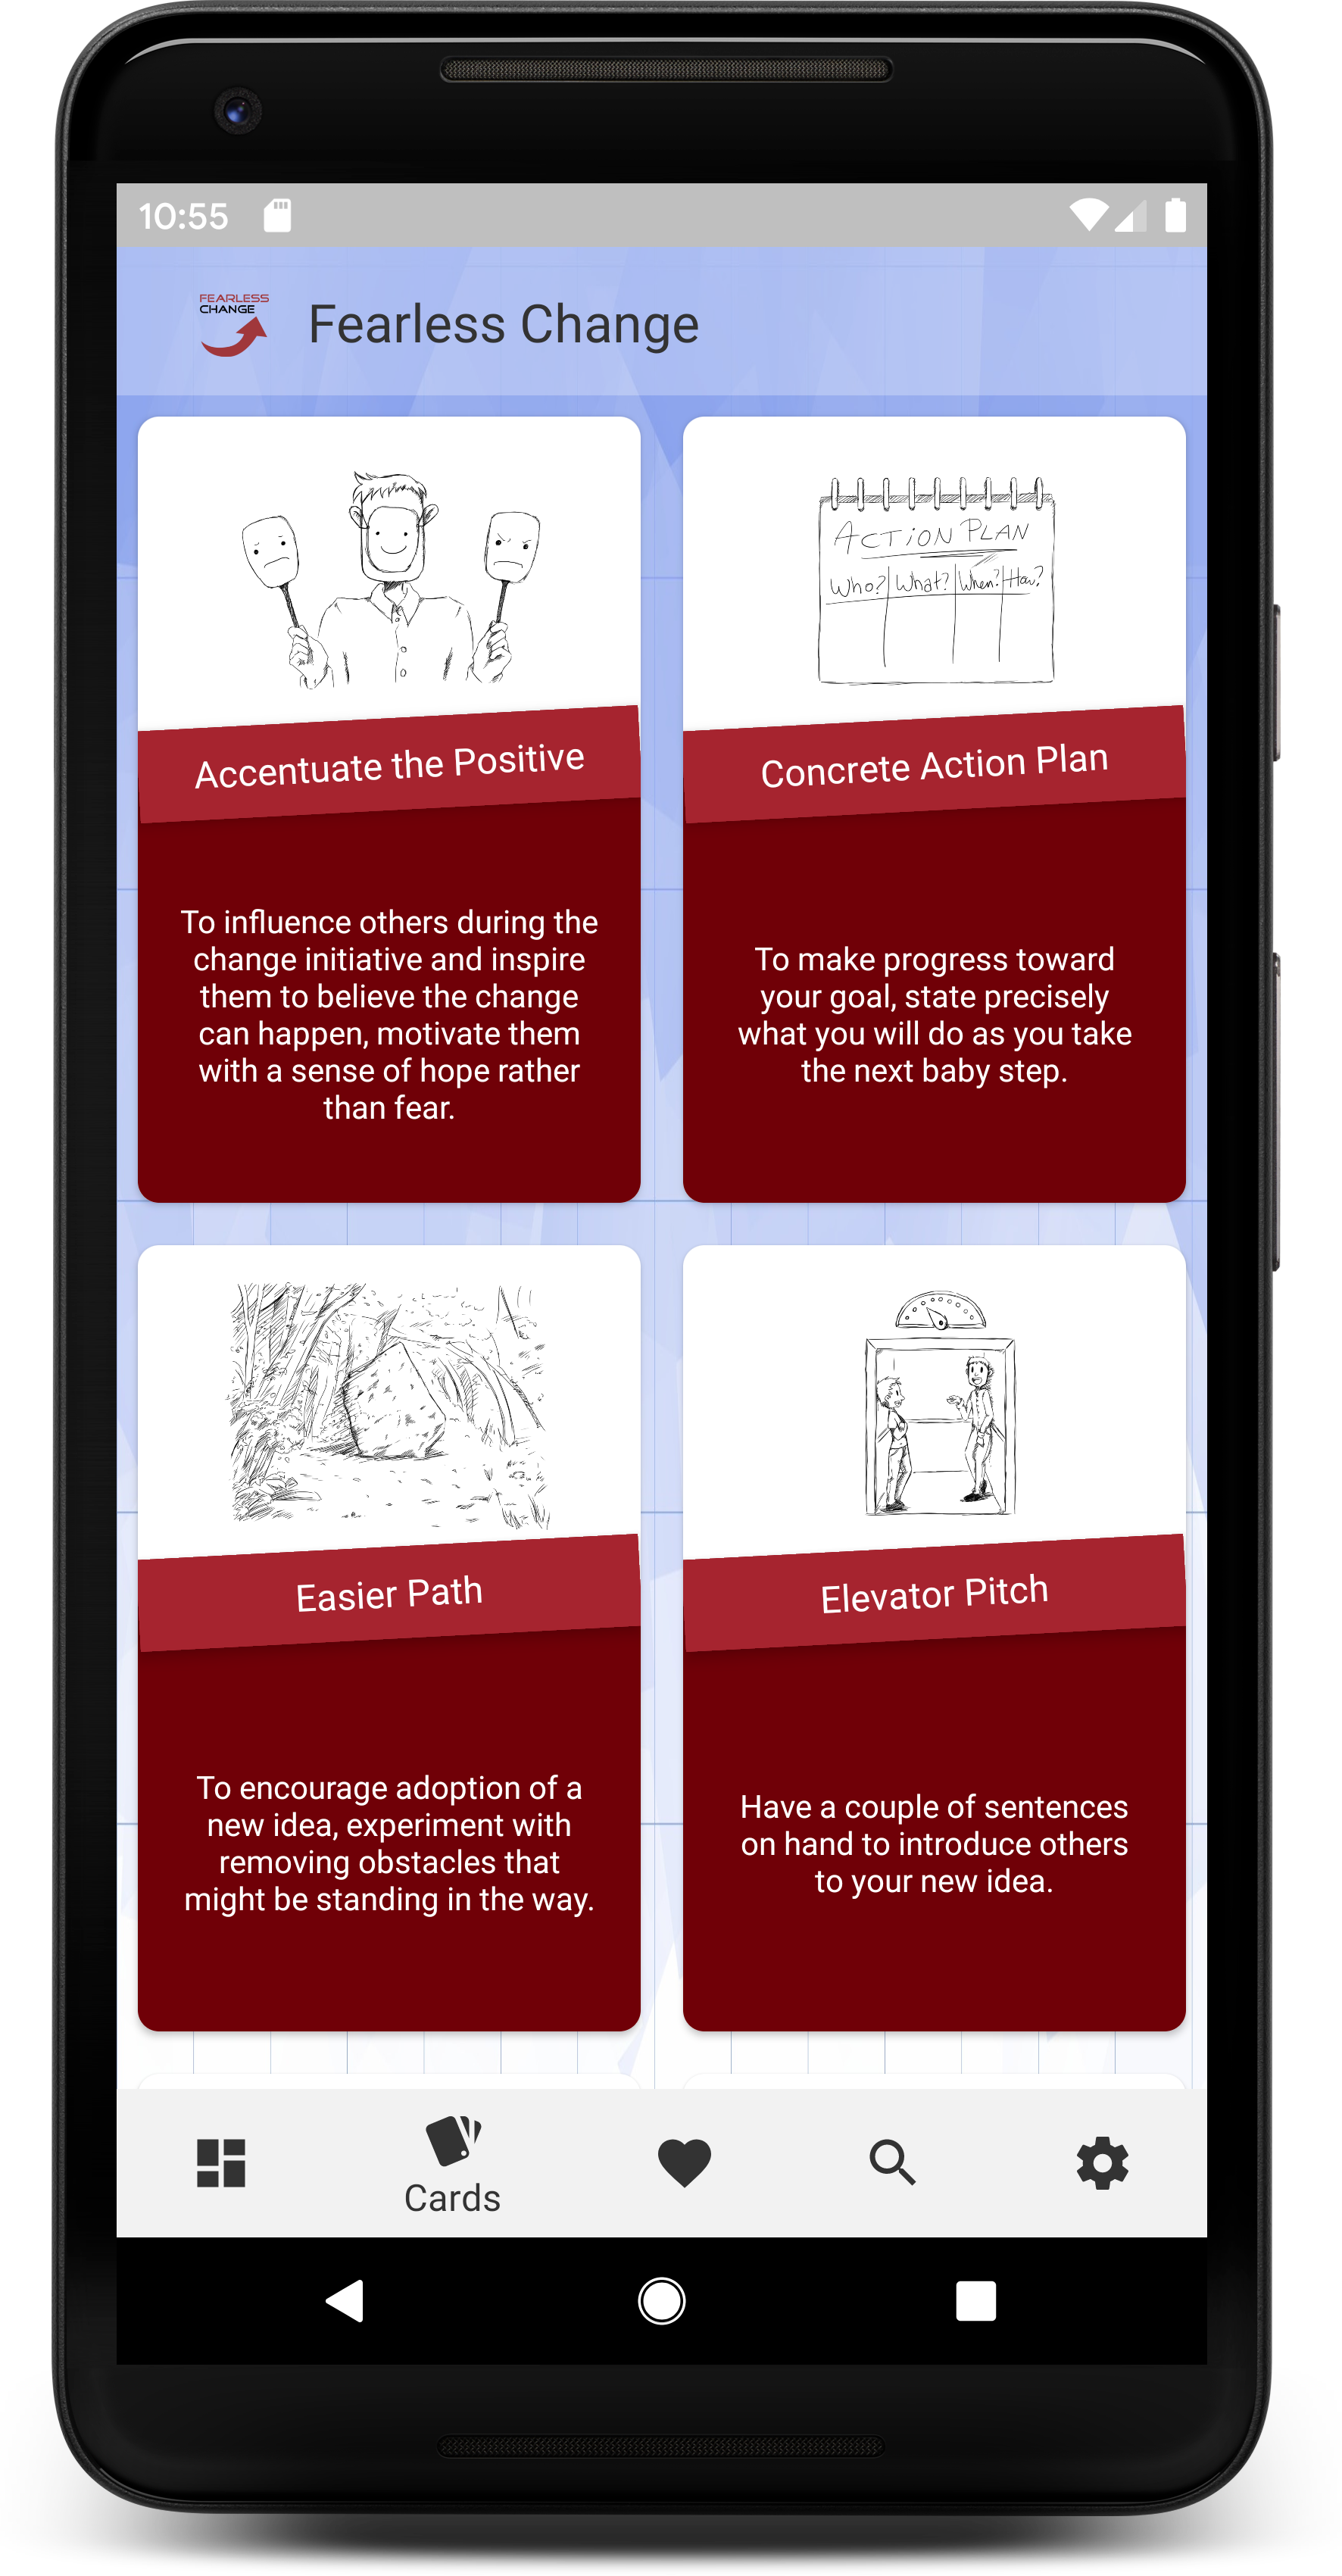 10:55
FEARLESS
CHANGE
Fearless Change
ACTION PLAN
Who? What? When? How?
Accentuate the Positive
To influence others during the
change initiative and inspire
them to believe the change
can happen, motivate them
with a sense of hope rather
than fear.
Concrete Action Plan
To make progress toward
your goal, state precisely
what you will do as you take
the next baby step.
Easier Path
To encourage adoption of a
new idea, experiment with
removing obstacles that
might be standing in the way.
Elevator Pitch
Have a couple of sentences
on hand to introduce others
to your new idea.
Cards